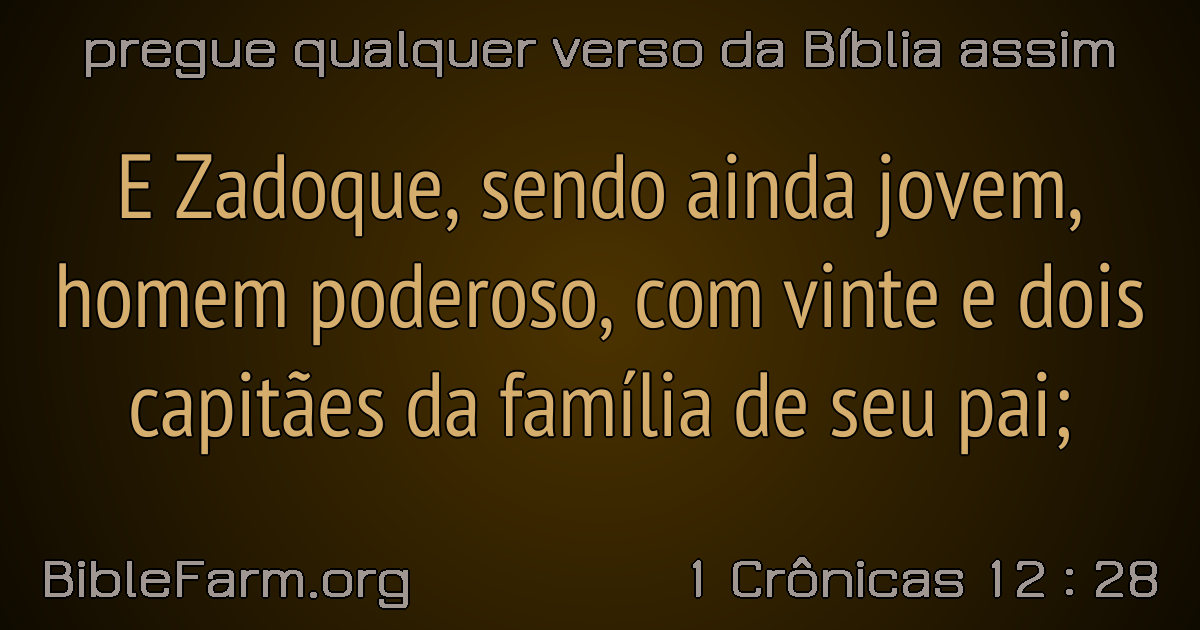 pregue qualquer verso da Bíblia assim
E Zadoque, sendo ainda jovem,
homem poderoso, com vinte e dois
capitães da família de seu pai;
BibleFarm.org
1 Crônicas 12 : 28